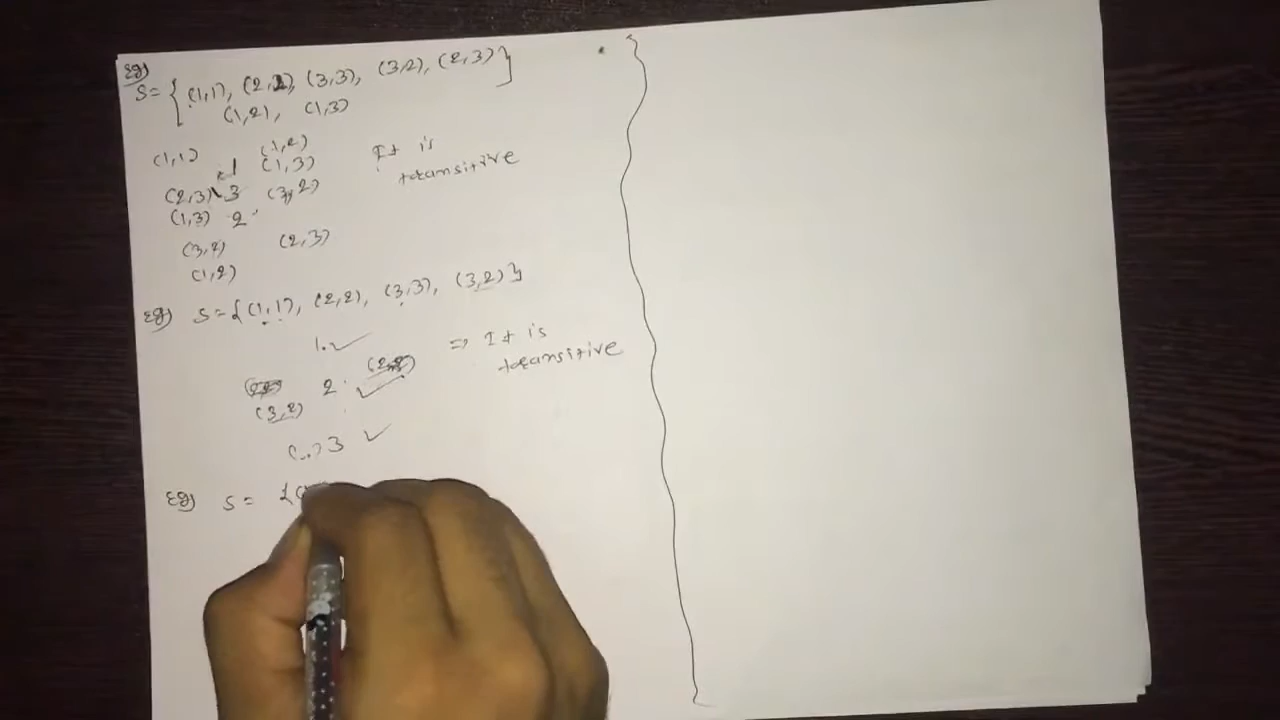 Eg)
S = { (1,1), (2,2), (3,3), (3,2), (2,3) }
(1,2), (1,3)
(1,1) (1,2)
(1,3) It is
(2,3) 3 (3,2) transitive
(1,3) 2
(3,2) (2,3)
(1,2)
Eg) S = { (1,1), (2,2), (3,3), (3,2) }
1. ✓
⇒ It is
2. ✓ transitive
(3,2)
(..) 3 ✓
Eg) S = {(